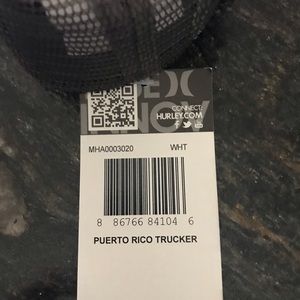 CONNECT:
HURLEY.COM
MHA0003020 WHT
8 86766 84104 6
PUERTO RICO TRUCKER